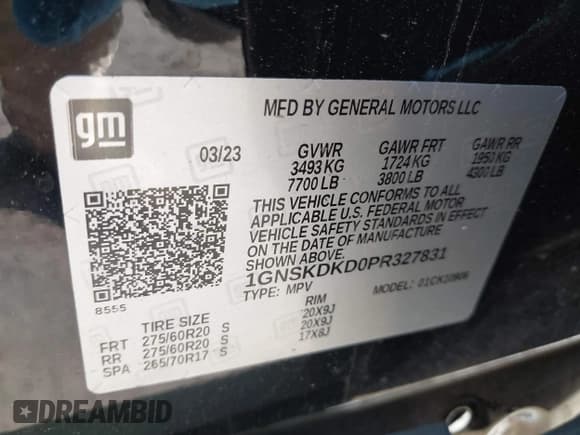 gm
MFD BY GENERAL MOTORS LLC
03/23 GVWR GAWR FRT GAWR RR
3493 KG 1724 KG 1950 KG
7700 LB 3800 LB 4300 LB
THIS VEHICLE CONFORMS TO ALL
APPLICABLE U.S. FEDERAL MOTOR
VEHICLE SAFETY STANDARDS IN EFFECT
ON THE DATE OF MANUFACTURE
SHOWN ABOVE.
1GNSKDKD0PR327831
TYPE: MPV MODEL:
8555
TIRE SIZE RIM
FRT 275/60R20 S 20X9J
RR 275/60R20 S 20X9J
SPA 265/70R17 S 17X8J
DREAMBID